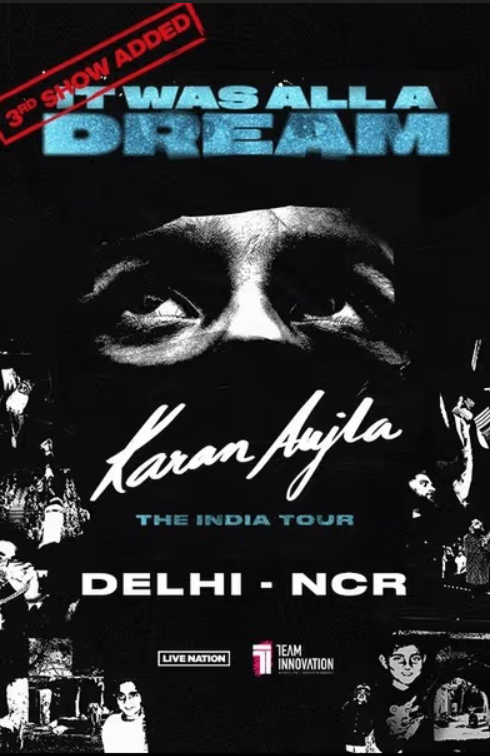 3RD SHOW ADDED
IT WAS ALL A
DREAM
Karan Aujla
THE INDIA TOUR
DELHI - NCR
LIVE NATION
TEAM
INNOVATION